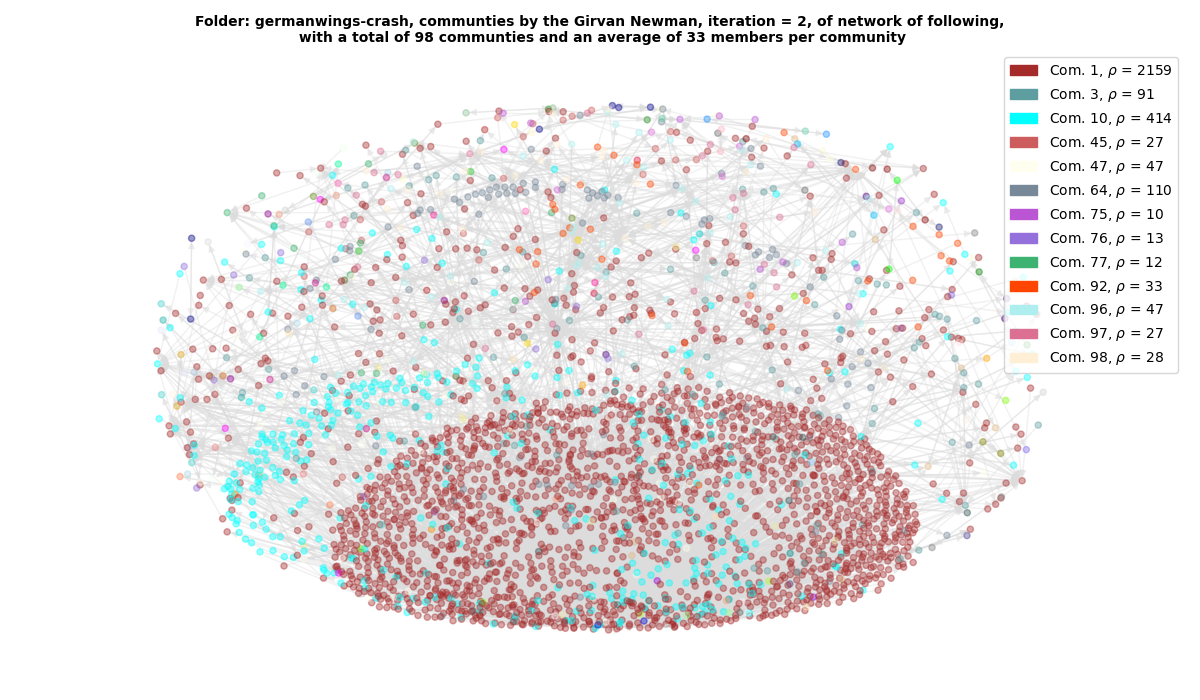 Folder: germanwings-crash, communties by the Girvan Newman, iteration = 2, of network of following,
with a total of 98 communties and an average of 33 members per community
Com. 1, ρ = 2159
Com. 3, ρ = 91
Com. 10, ρ = 414
Com. 45, ρ = 27
Com. 47, ρ = 47
Com. 64, ρ = 110
Com. 75, ρ = 10
Com. 76, ρ = 13
Com. 77, ρ = 12
Com. 92, ρ = 33
Com. 96, ρ = 47
Com. 97, ρ = 27
Com. 98, ρ = 28